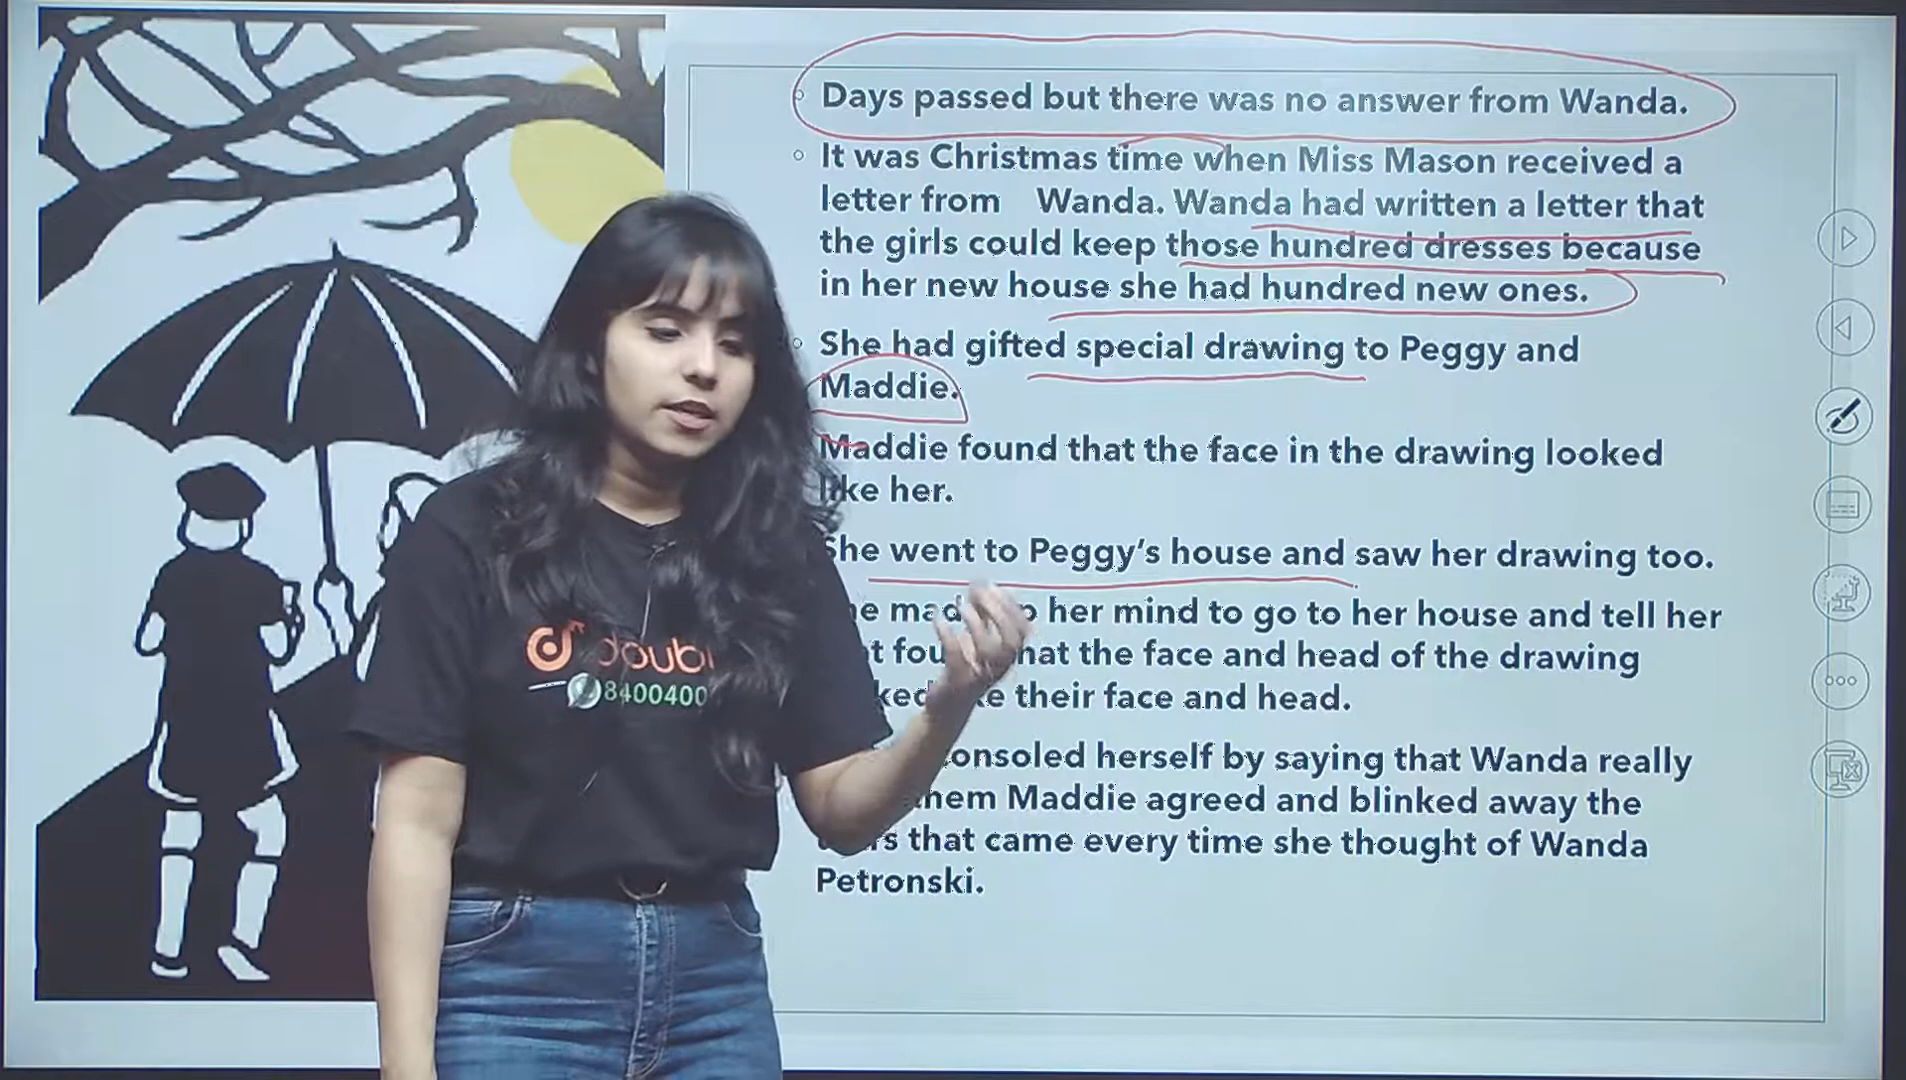 Days passed but there was no answer from Wanda.
It was Christmas time when Miss Mason received a
letter from Wanda. Wanda had written a letter that
the girls could keep those hundred dresses because
in her new house she had hundred new ones.
She had gifted special drawing to Peggy and
Maddie.
Maddie found that the face in the drawing looked
like her.
She went to Peggy's house and saw her drawing too.
her mind to go to her house and tell her
that the face and head of the drawing
their face and head.
consoled herself by saying that Wanda really
them Maddie agreed and blinked away the
that came every time she thought of Wanda
Petronski.
doub
8400400